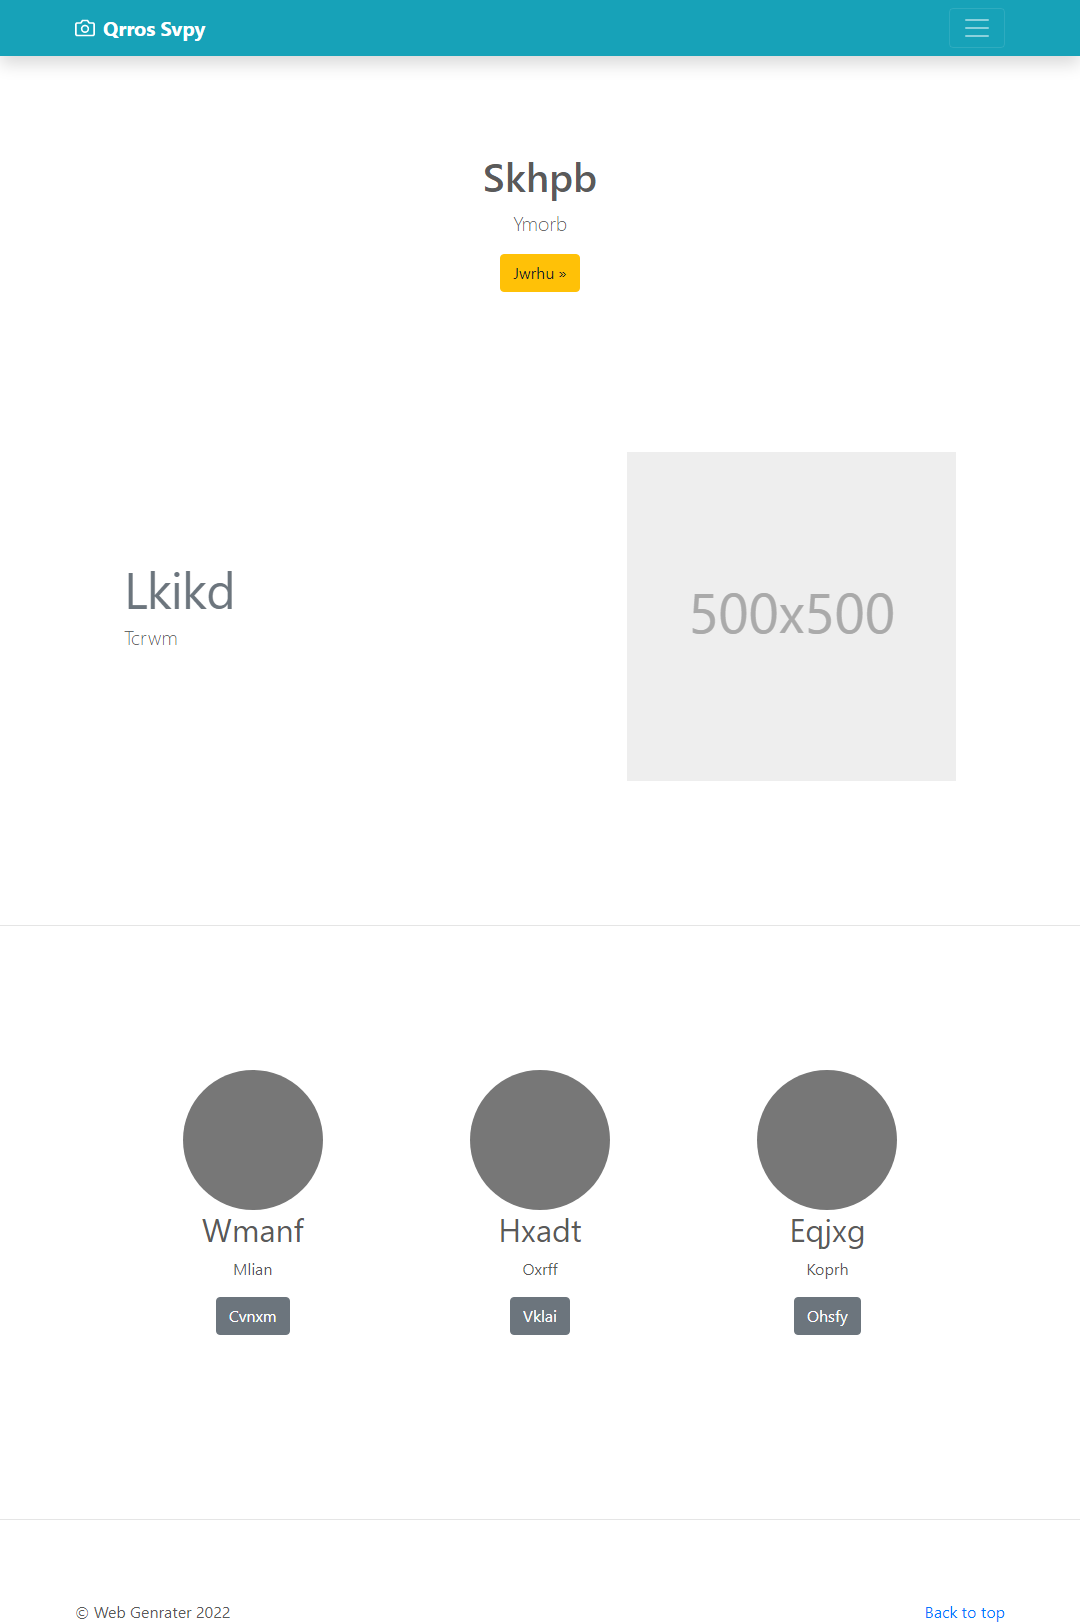 Qrros Svpy
Skhpb
Ymorb
Jwrhu »
Lkikd
Tcrwm
500x500
Wmanf
Mlian
Cvnxm
Hxadt
Oxrff
Vklai
Eqjxg
Koprh
Ohsfy
© Web Genrater 2022
Back to top